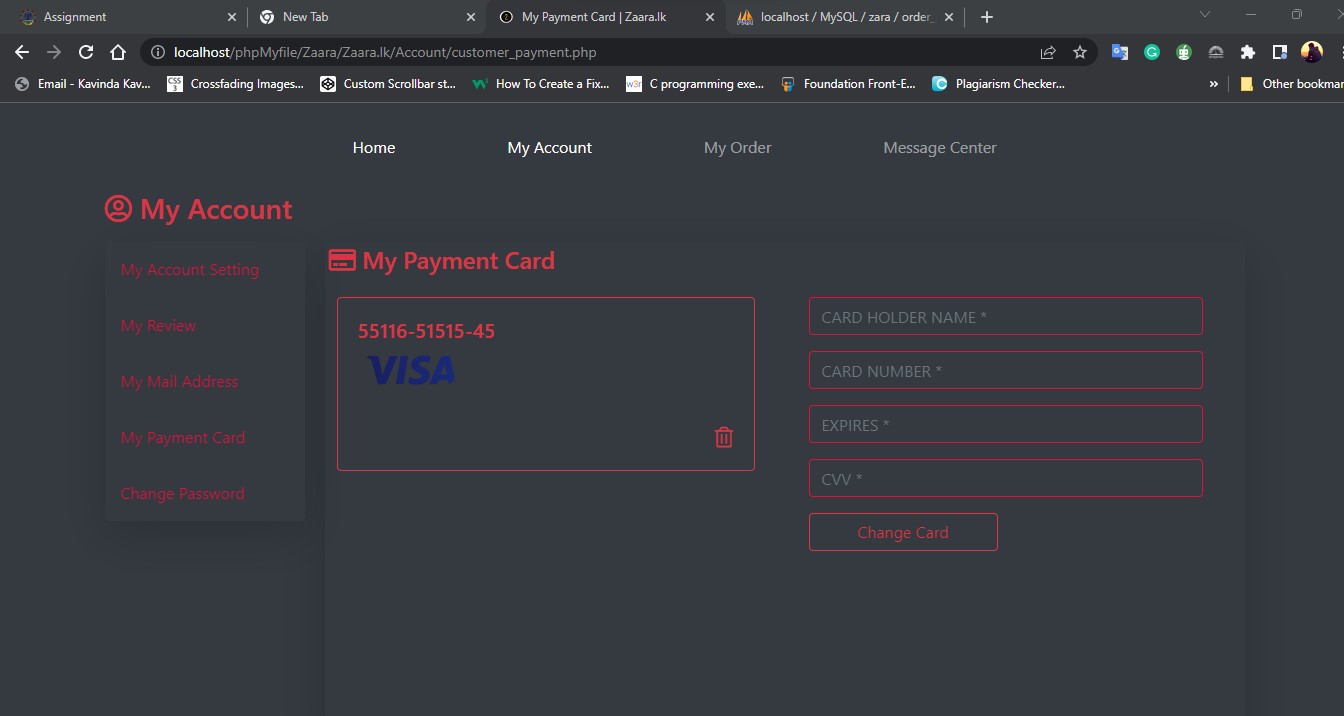 Assignment
New Tab
My Payment Card | Zaara.lk
localhost / MySQL / zara / order_
localhost/phpMyfile/Zaara/Zaara.lk/Account/customer_payment.php
Email - Kavinda Kav...
CSS 3
Crossfading Images...
Custom Scrollbar st...
How To Create a Fix...
w3r
C programming exe...
Foundation Front-E...
Plagiarism Checker...
»
Other bookmar
Home
My Account
My Order
Message Center
My Account
My Account Setting
My Review
My Mail Address
My Payment Card
Change Password
My Payment Card
55116-51515-45
VISA
CARD HOLDER NAME *
CARD NUMBER *
EXPIRES *
CVV *
Change Card